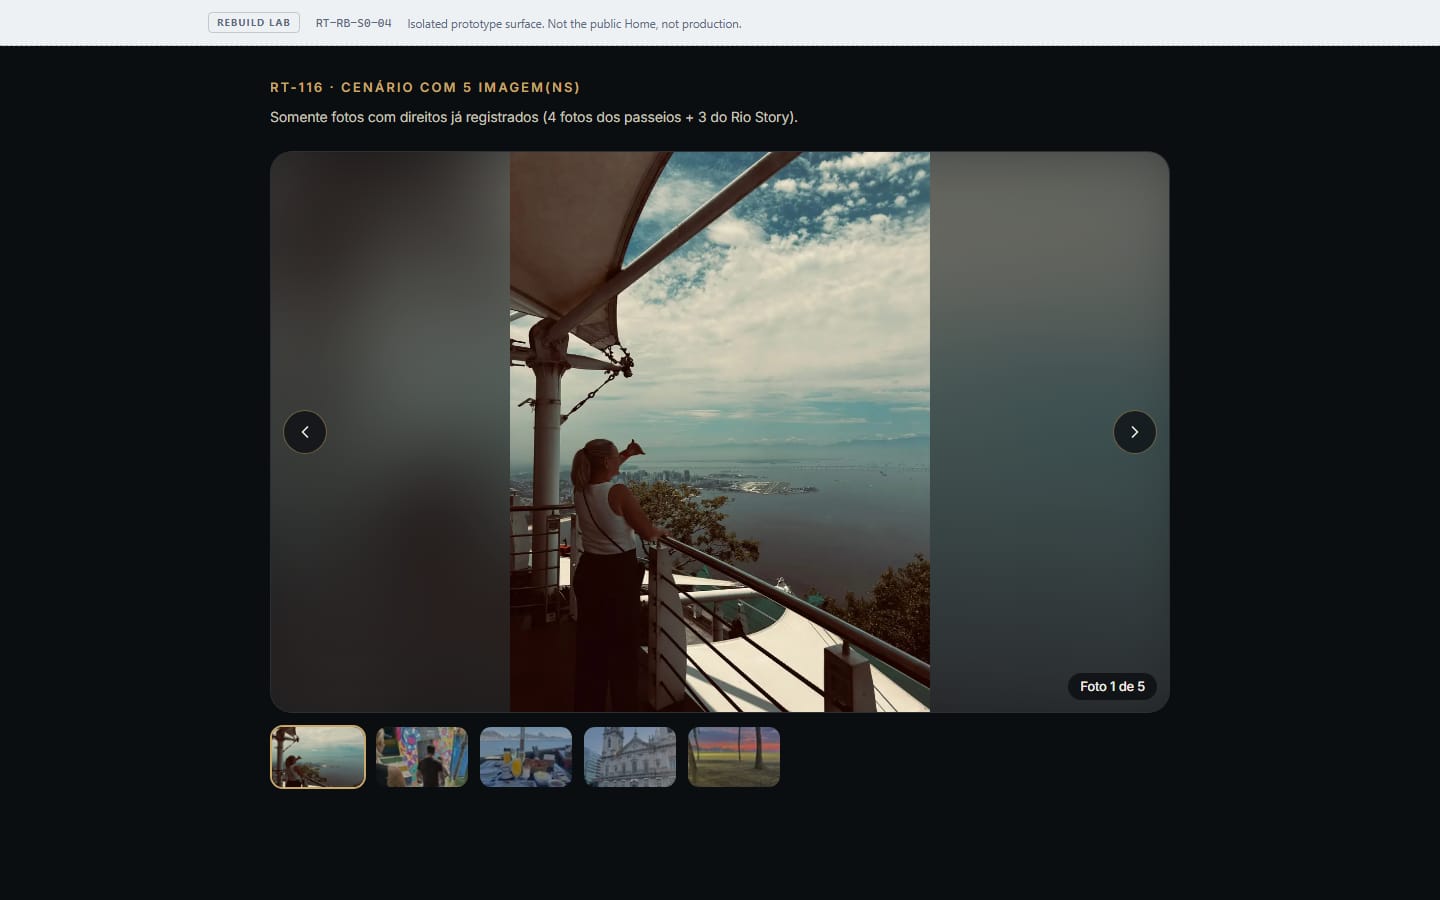 REBUILD LAB RT-RB-S0-04 Isolated prototype surface. Not the public Home, not production.
RT-116 · CENÁRIO COM 5 IMAGEM(NS)
Somente fotos com direitos já registrados (4 fotos dos passeios + 3 do Rio Story).
Foto 1 de 5